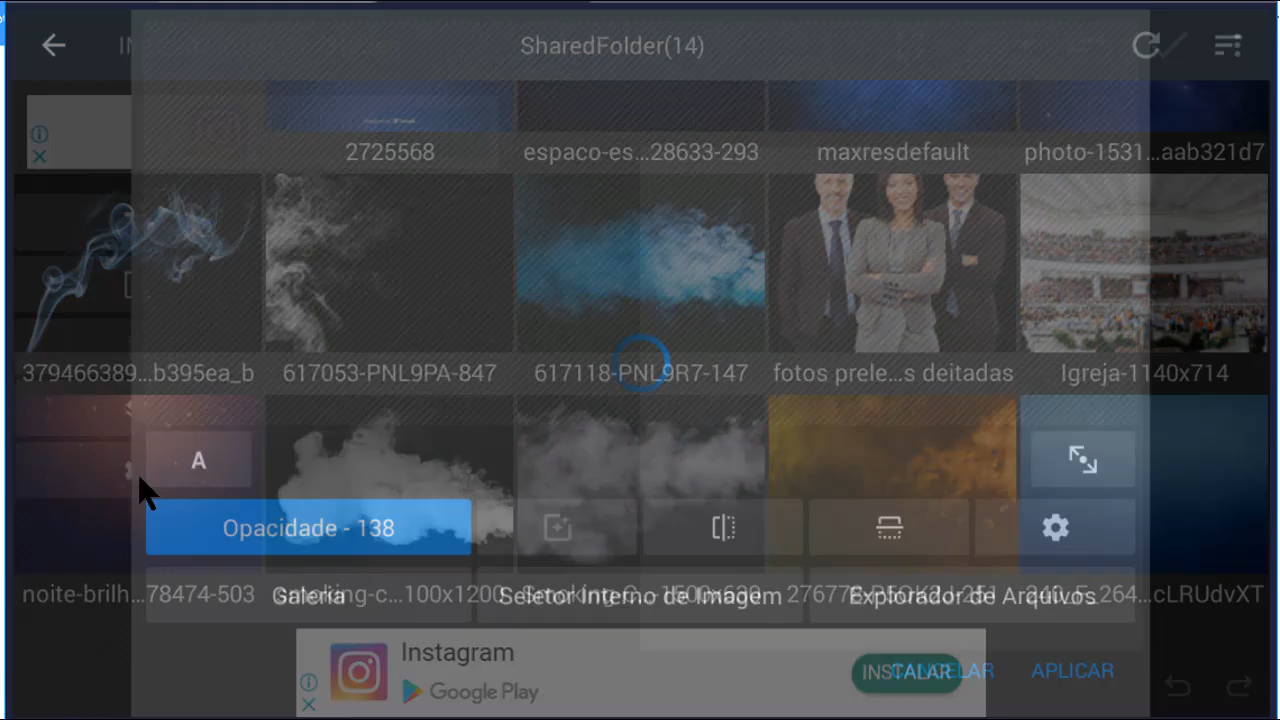 SharedFolder(14)
2725568
espaco-es...28633-293
maxresdefault
photo-1531...aab321d7
379466389...b395ea_b
617053-PNL9PA-847
617118-PNL9R7-147
fotos prele...s deitadas
Igreja-1140x714
A
Opacidade - 138
noite-brilh...78474-503
Galeria
Seletor Interno de Imagem
Explorador de Arquivos
Instagram
Google Play
INSTALAR
CANCELAR
APLICAR